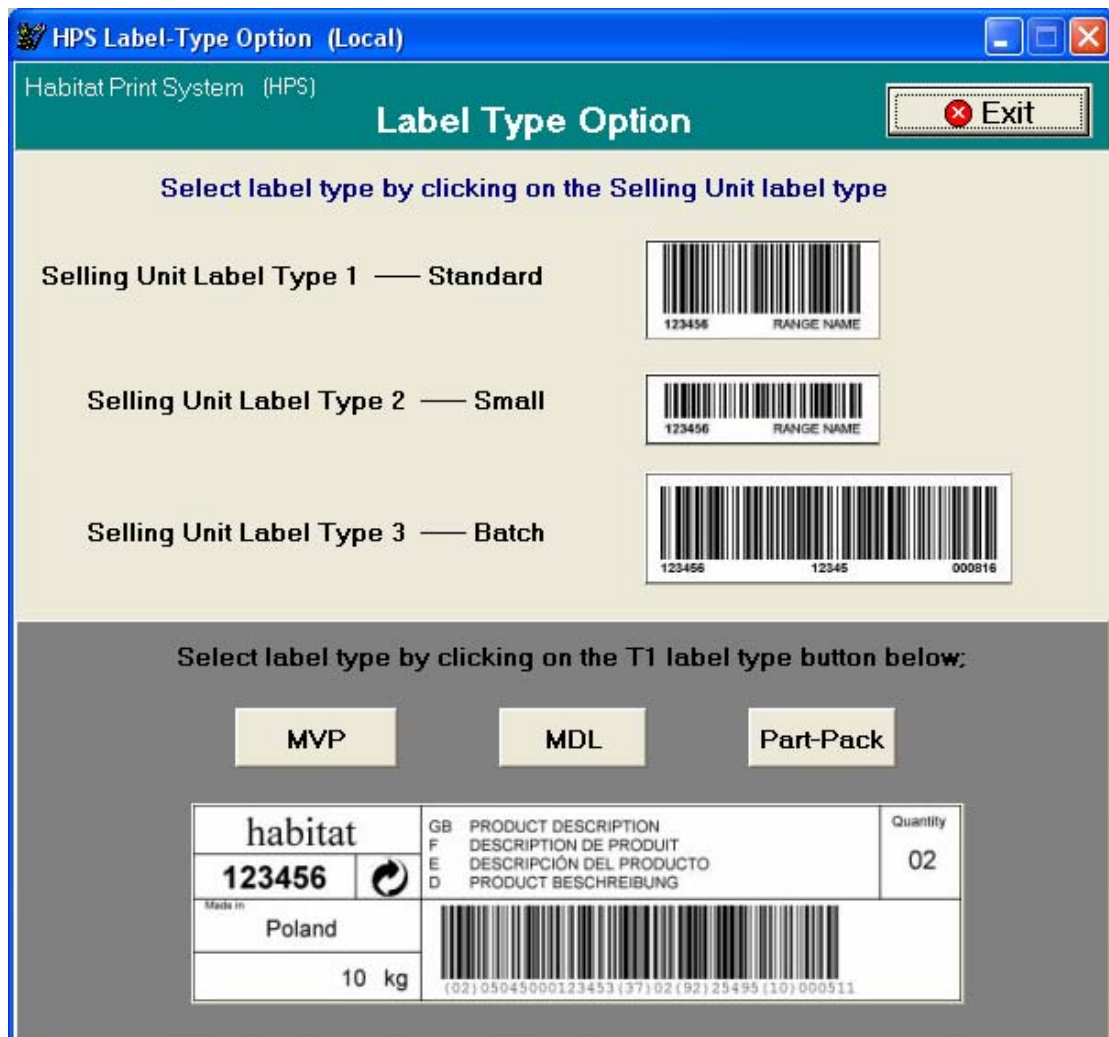 HPS Label-Type Option (Local)
Habitat Print System (HPS)
Label Type Option
Exit
Select label type by clicking on the Selling Unit label type
Selling Unit Label Type 1 — Standard
123456 RANGE NAME
Selling Unit Label Type 2 — Small
123456 RANGE NAME
Selling Unit Label Type 3 — Batch
123456 12345 000816
Select label type by clicking on the T1 label type button below;
MVP MDL Part-Pack
habitat
123456
Made in
Poland
10 kg
GB PRODUCT DESCRIPTION
F DESCRIPTION DE PRODUIT
E DESCRIPCIÓN DEL PRODUCTO
D PRODUCT BESCHREIBUNG
Quantity
02
(02)05045000123453(37)02(92)25495(10)000511